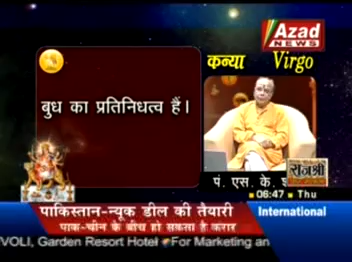 Azad
NEWS
कन्या Virgo
बुध का प्रतिनिधत्व हैं।
राजश्री
पं. एस. के.
06:47 Thu
पाकिस्तान-न्यूक डील की तैयारी
International
पाक-चीन के बीच हो सकता है करार
VOLI, Garden Resort Hotel For Marketing an